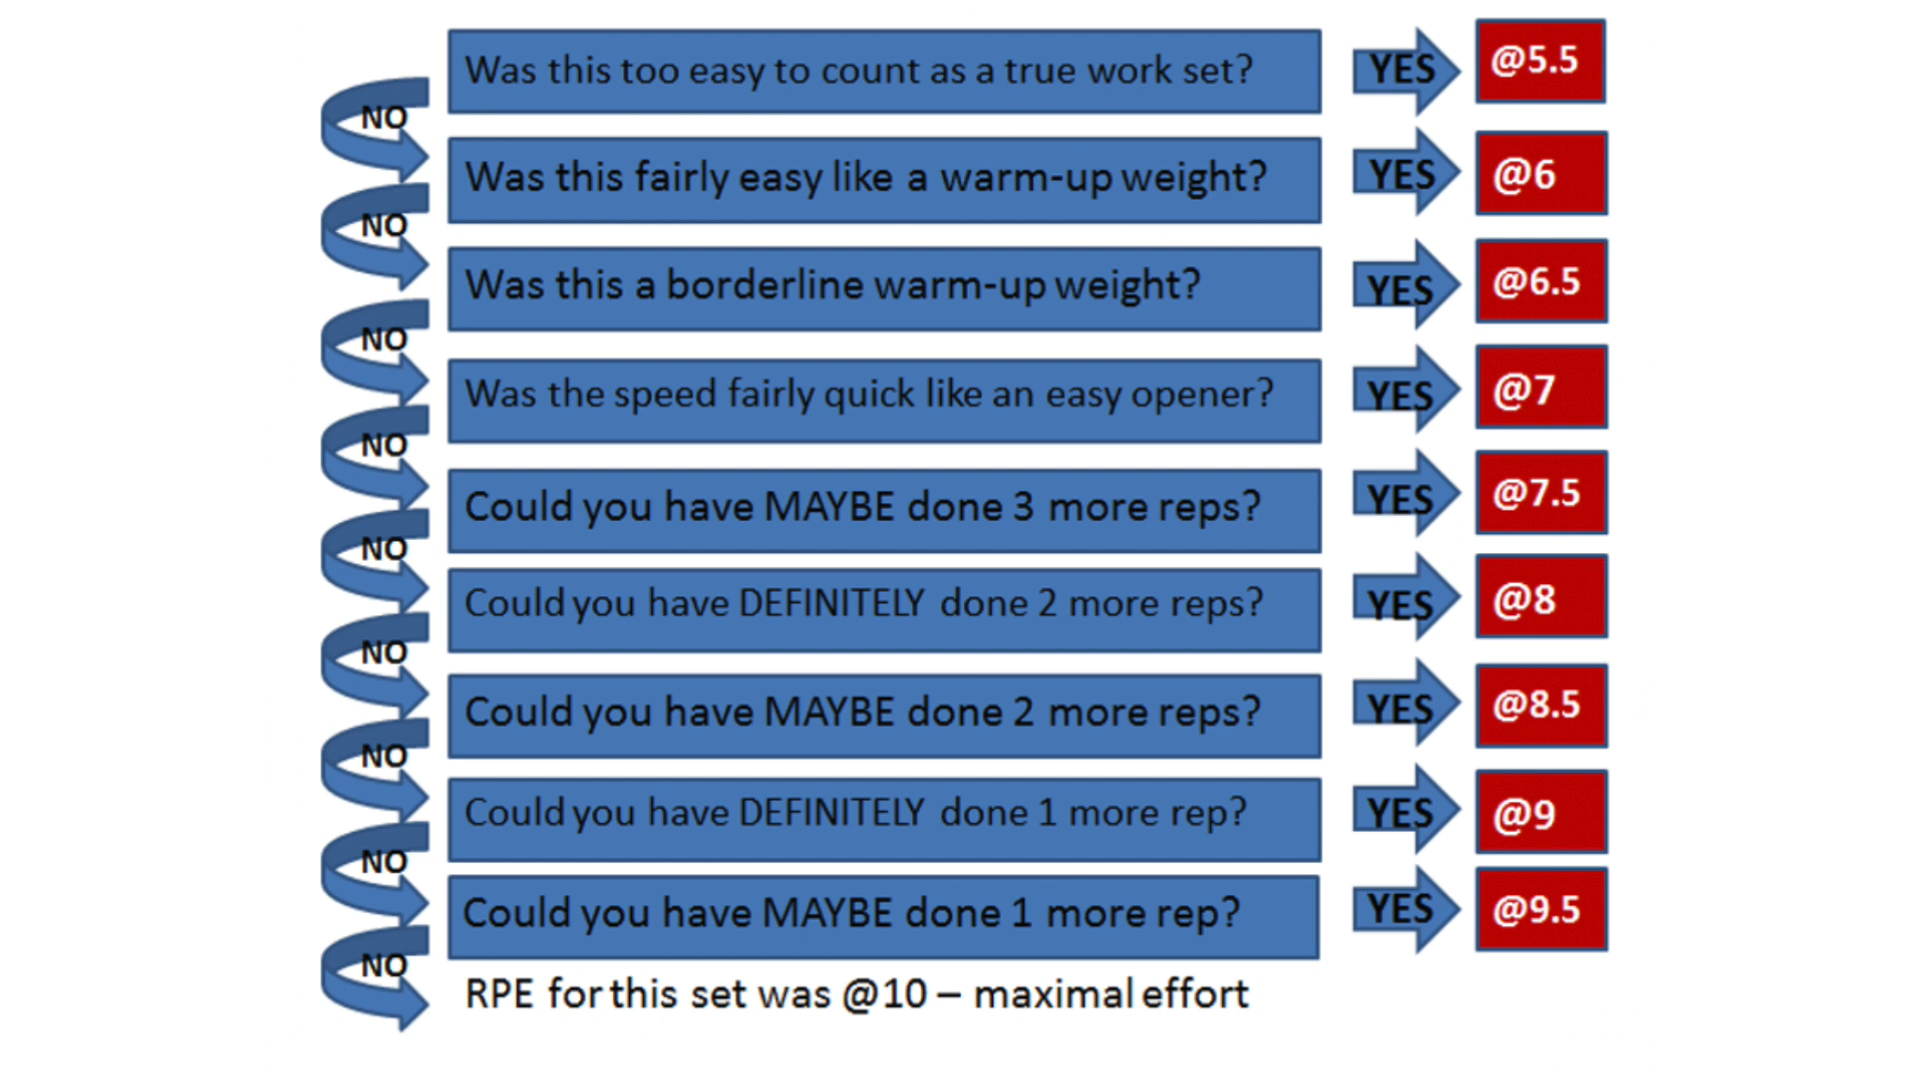 Was this too easy to count as a true work set? YES @5.5
NO
Was this fairly easy like a warm-up weight? YES @6
NO
Was this a borderline warm-up weight? YES @6.5
NO
Was the speed fairly quick like an easy opener? YES @7
NO
Could you have MAYBE done 3 more reps? YES @7.5
NO
Could you have DEFINITELY done 2 more reps? YES @8
NO
Could you have MAYBE done 2 more reps? YES @8.5
NO
Could you have DEFINITELY done 1 more rep? YES @9
NO
Could you have MAYBE done 1 more rep? YES @9.5
NO
RPE for this set was @10 – maximal effort